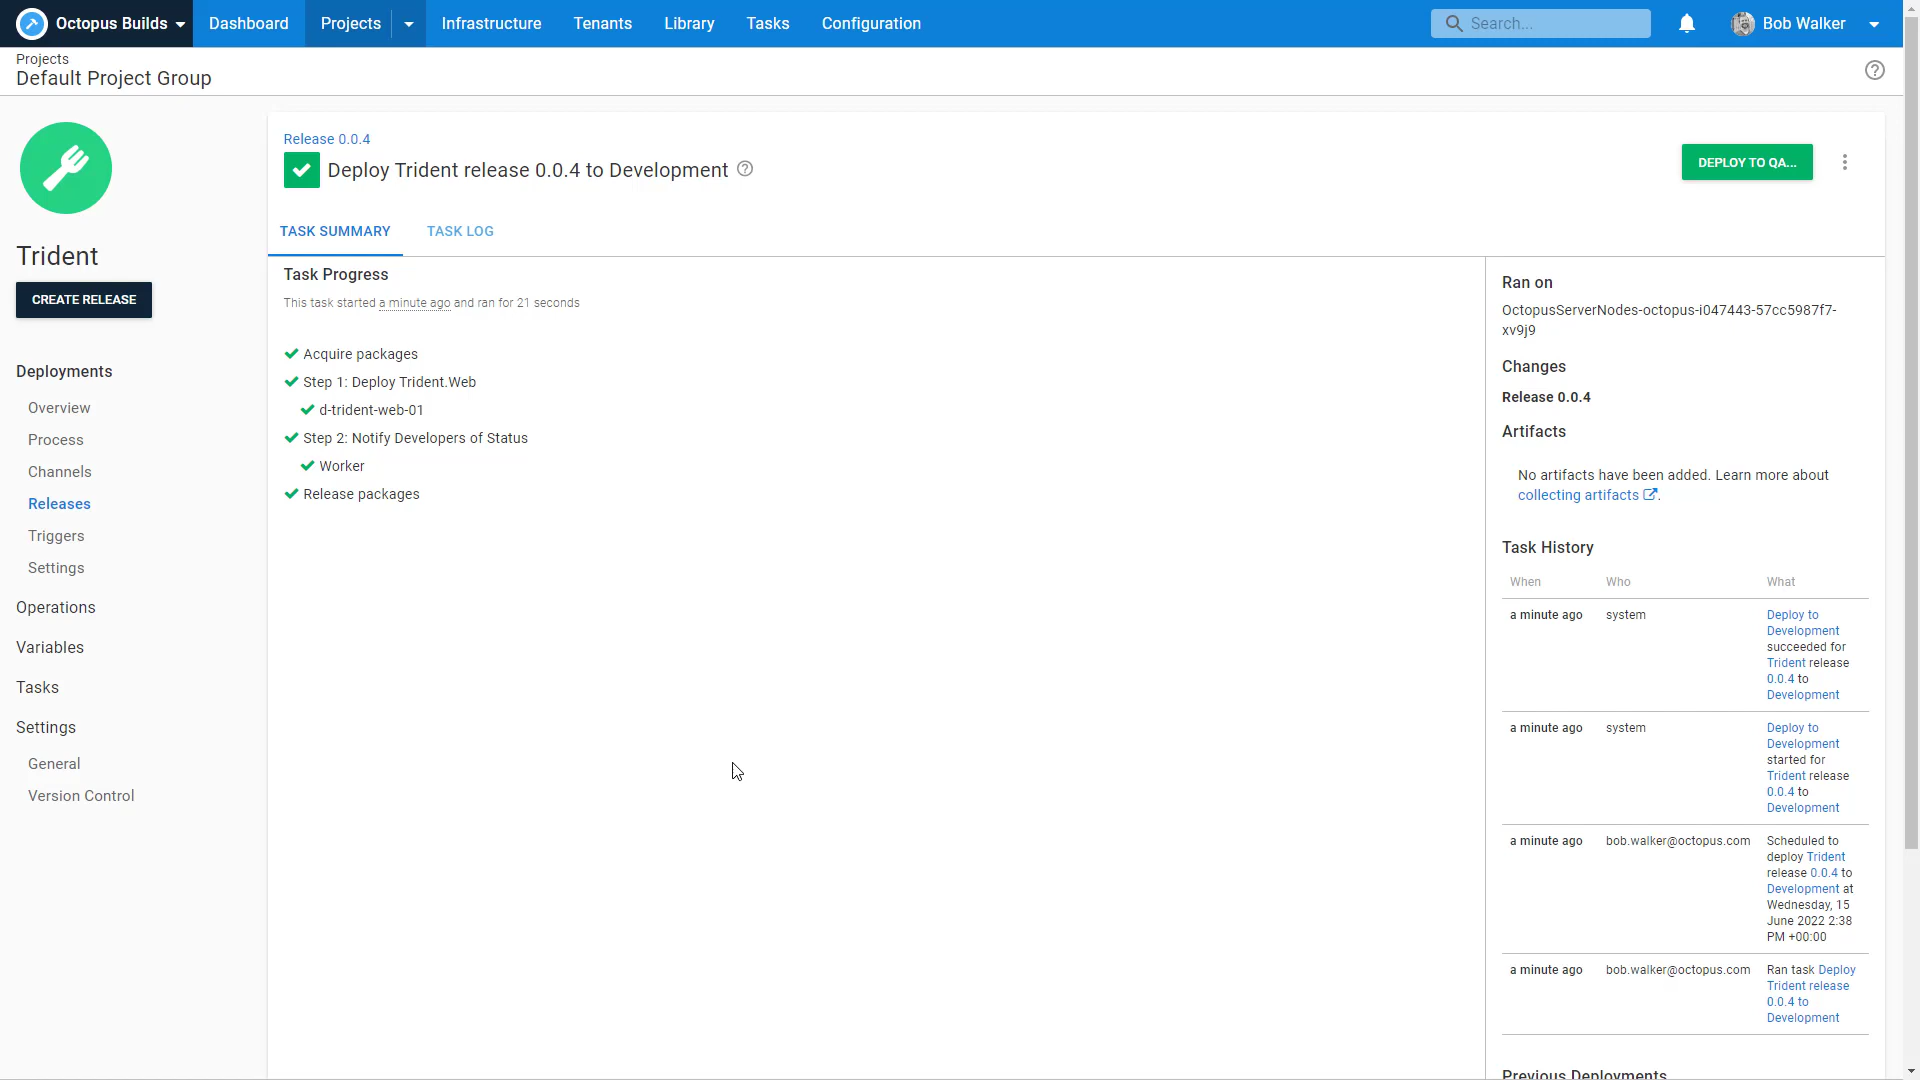 Octopus Builds
Dashboard
Projects
Infrastructure
Tenants
Library
Tasks
Configuration
Search...
Bob Walker
Projects
Default Project Group
Trident
CREATE RELEASE
Deployments
Overview
Process
Channels
Releases
Triggers
Settings
Operations
Variables
Tasks
Settings
General
Version Control
Release 0.0.4
Deploy Trident release 0.0.4 to Development
DEPLOY TO QA...
TASK SUMMARY
TASK LOG
Task Progress
This task started a minute ago and ran for 21 seconds
Acquire packages
Step 1: Deploy Trident.Web
d-trident-web-01
Step 2: Notify Developers of Status
Worker
Release packages
Ran on
OctopusServerNodes-octopus-i047443-57cc5987f7-
xv9j9
Changes
Release 0.0.4
Artifacts
No artifacts have been added. Learn more about
collecting artifacts.
Task History
When Who What
a minute ago system Deploy to
Development
succeeded for
Trident release
0.0.4 to
Development
a minute ago system Deploy to
Development
started for
Trident release
0.0.4 to
Development
a minute ago bob.walker@octopus.com Scheduled to
deploy Trident
release 0.0.4 to
Development at
Wednesday, 15
June 2022 2:38
PM +00:00
a minute ago bob.walker@octopus.com Ran task Deploy
Trident release
0.0.4 to
Development
Previous Deployments